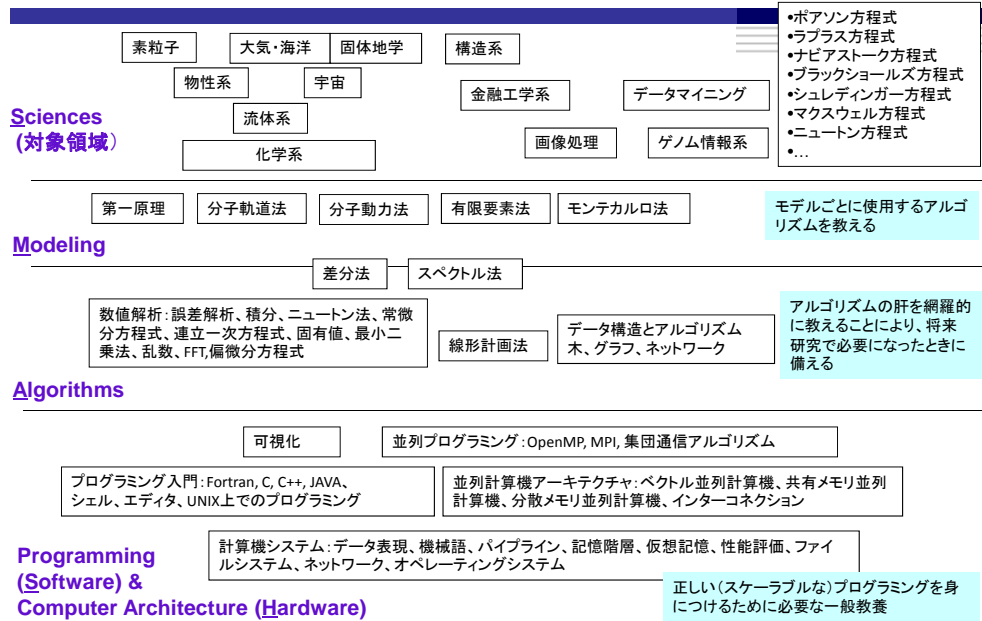 素粒子
大気・海洋
固体地学
構造系
物性系
宇宙
金融工学系
データマイニング
Sciences
(対象領域)
流体系
画像処理
ゲノム情報系
化学系
•ポアソン方程式
•ラプラス方程式
•ナビアストーク方程式
•ブラックショールズ方程式
•シュレディンガー方程式
•マクスウェル方程式
•ニュートン方程式
•…
第一原理
分子軌道法
分子動力法
有限要素法
モンテカルロ法
モデルごとに使用するアルゴ
リズムを教える
Modeling
差分法
スペクトル法
数値解析:誤差解析、積分、ニュートン法、常微
分方程式、連立一次方程式、固有値、最小二
乗法、乱数、FFT,偏微分方程式
線形計画法
データ構造とアルゴリズム
木、グラフ、ネットワーク
アルゴリズムの肝を網羅的
に教えることにより、将来
研究で必要になったときに
備える
Algorithms
可視化
並列プログラミング:OpenMP, MPI, 集団通信アルゴリズム
プログラミング入門:Fortran, C, C++, JAVA、
シェル、エディタ、UNIX上でのプログラミング
並列計算機アーキテクチャ:ベクトル並列計算機、共有メモリ並列
計算機、分散メモリ並列計算機、インターコネクション
計算機システム:データ表現、機械語、パイプライン、記憶階層、仮想記憶、性能評価、ファイ
ルシステム、ネットワーク、オペレーティングシステム
Programming
(Software) &
Computer Architecture (Hardware)
正しい(スケーラブルな)プログラミングを身
につけるために必要な一般教養